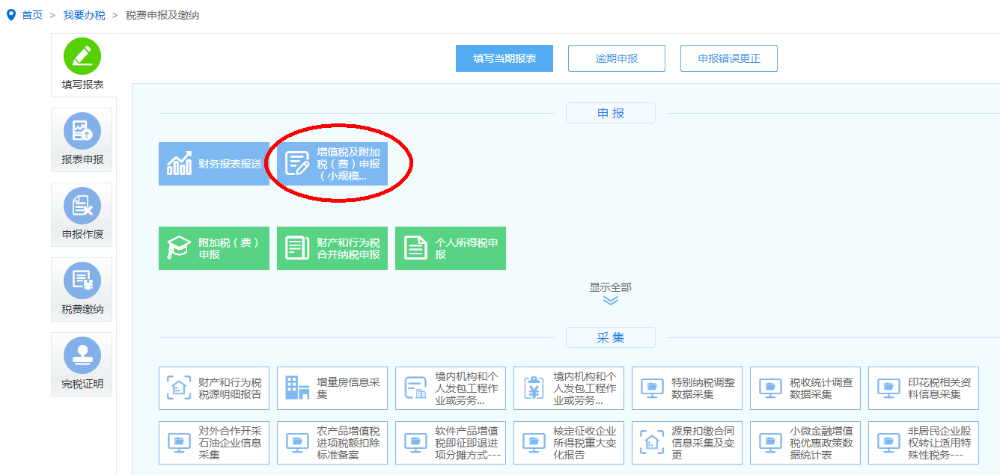 首页 > 我要办税 > 税费申报及缴纳
填写报表
报表申报
申报作废
税费缴纳
完税证明
填写当期报表
逾期申报
申报错误更正
申 报
财务报表报送
增值税及附加
税（费）申报
（小规模...
附加税（费）
申报
财产和行为税
合并纳税申报
个人所得税申
报
显示全部
采 集
财产和行为税
税源明细报告
增量房信息采
集
境内机构和个
人发包工程作
业或劳务...
境内机构和个
人发包工程作
业或劳务...
特别纳税调整
数据采集
税收统计调查
数据采集
印花税相关资
料信息采集
对外合作开采
石油企业信息
采集
农产品增值税
进项税额扣除
标准备案
软件产品增值
税即征即退进
项分摊方式---
核定征收企业
所得税重大变
化报告
源泉扣缴合同
信息采集及变
更
小微金融增值
税优惠政策数
据统计表
非居民企业股
权转让适用特
殊性税务---